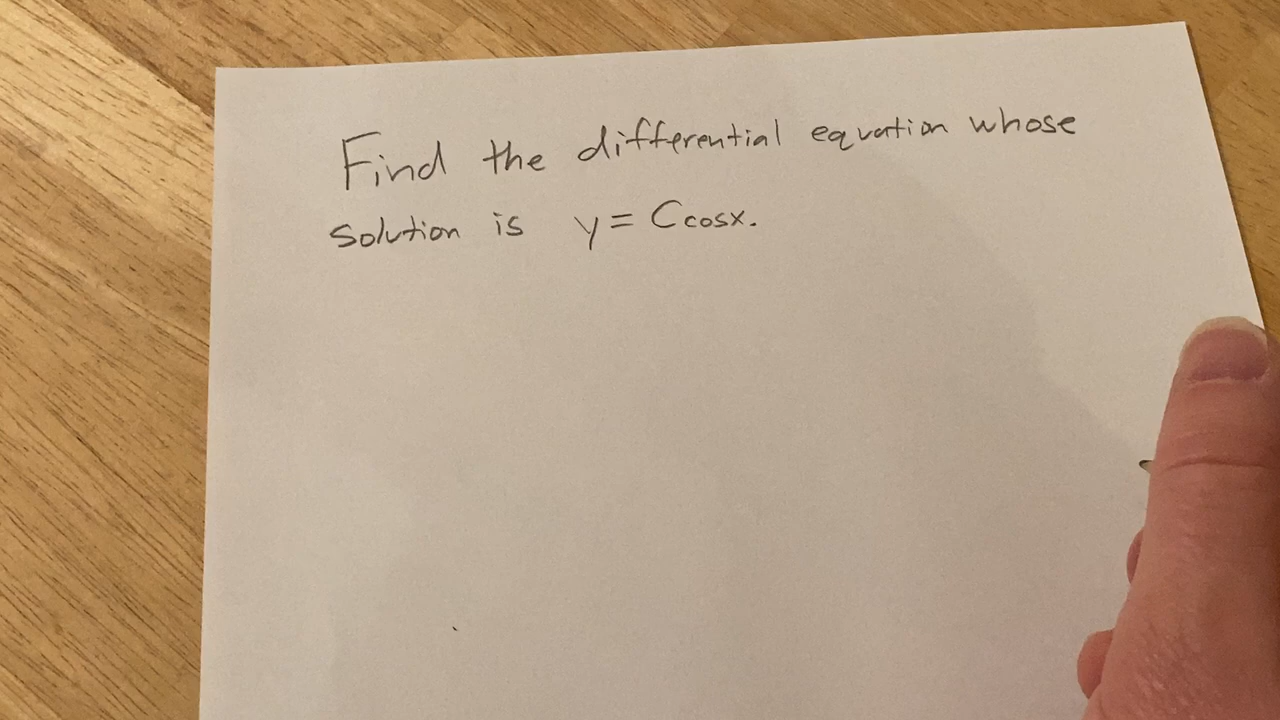 Find the differential equation whose
solution is y = Ccosx.